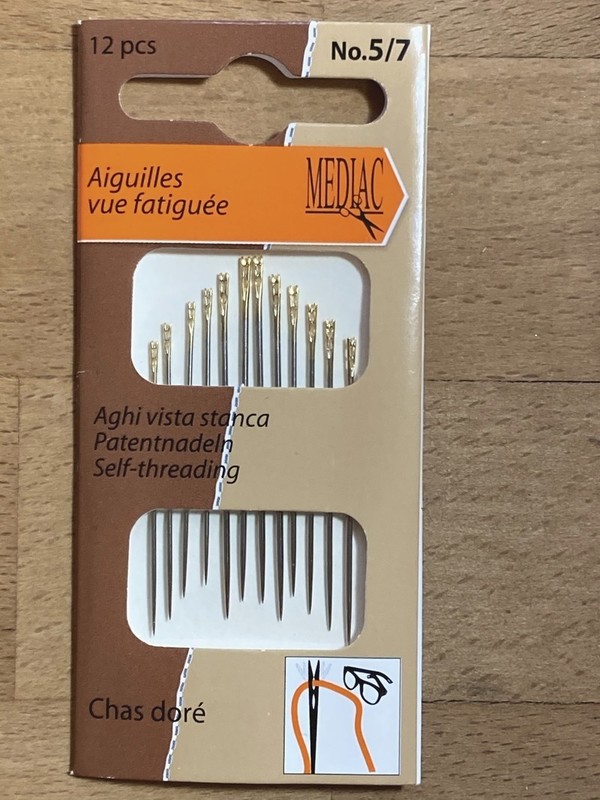 12 pcs
No.5/7
Aiguilles
vue fatiguée
MEDIAC
Aghi vista stanca
Patentnadeln
Self-threading
Chas doré